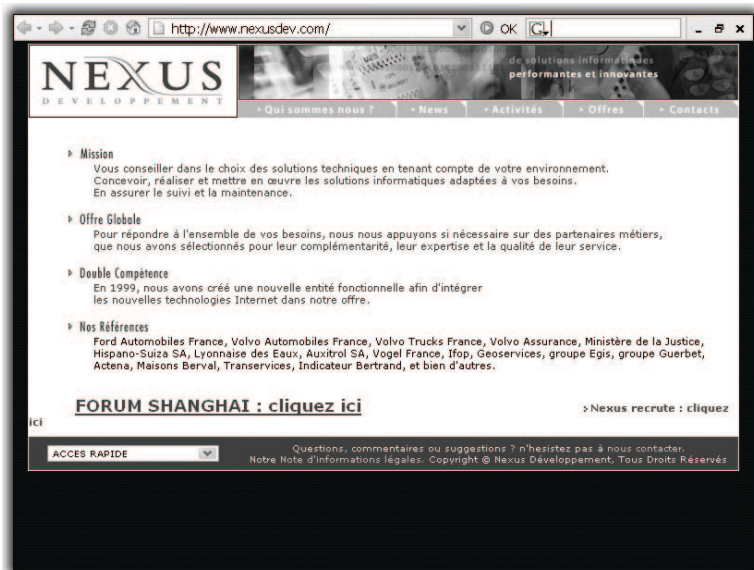 http://www.nexusdev.com/
OK
G
NEXUS
DEVELOPPEMENT
de solutions informatiques
performantes et innovantes
Qui sommes nous ?
News
Activités
Offres
Contacts
Mission
Vous conseiller dans le choix des solutions techniques en tenant compte de votre environnement.
Concevoir, réaliser et mettre en œuvre les solutions informatiques adaptées à vos besoins.
En assurer le suivi et la maintenance.
Offre Globale
Pour répondre à l'ensemble de vos besoins, nous nous appuyons si nécessaire sur des partenaires métiers,
que nous avons sélectionnés pour leur complémentarité, leur expertise et la qualité de leur service.
Double Compétence
En 1999, nous avons créé une nouvelle entité fonctionnelle afin d'intégrer
les nouvelles technologies Internet dans notre offre.
Nos Références
Ford Automobiles France, Volvo Automobiles France, Volvo Trucks France, Volvo Assurance, Ministère de la Justice,
Hispano-Suiza SA, Lyonnaise des Eaux, Auxitrol SA, Vogel France, Ifop, Geoservices, groupe Egis, groupe Guerbet,
Actena, Maisons Berval, Transervices, Indicateur Bertrand, et bien d'autres.
FORUM SHANGHAI : cliquez ici
Nexus recrute : cliquez
ici
ACCES RAPIDE
Questions, commentaires ou suggestions ? n'hesistez pas à nous contacter.
Notre Note d'informations légales. Copyright © Nexus Développement, Tous Droits Réservés